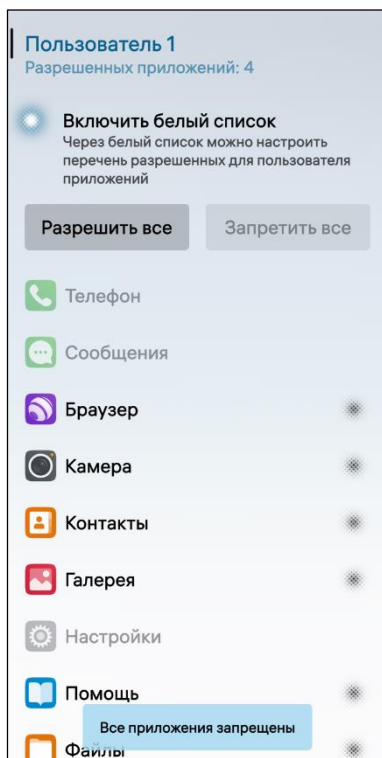 Пользователь 1
Разрешенных приложений: 4
Включить белый список
Через белый список можно настроить
перечень разрешенных для пользователя
приложений
Разрешить все
Запретить все
Телефон
Сообщения
Браузер
Камера
Контакты
Галерея
Настройки
Помощь
Все приложения запрещены
Файлы